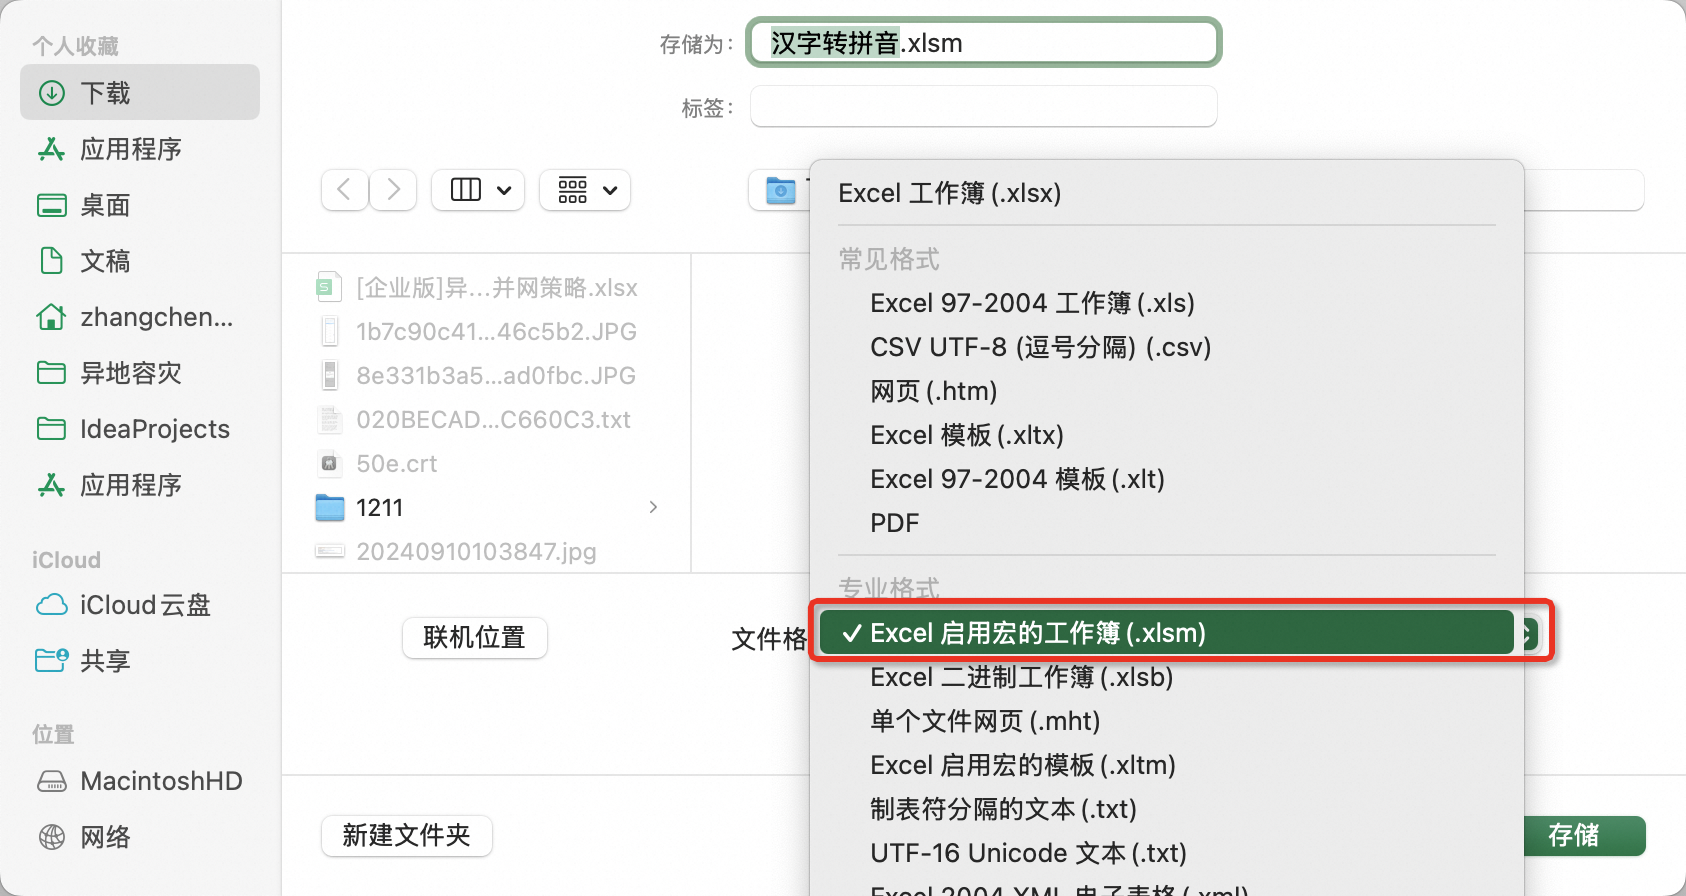 个人收藏
下载
应用程序
桌面
文稿
zhangchen...
异地容灾
IdeaProjects
应用程序
iCloud
iCloud云盘
共享
位置
MacintoshHD
网络
存储为：
汉字转拼音.xlsm
标签：
[企业版]异...并网策略.xlsx
1b7c90c41...46c5b2.JPG
8e331b3a5...ad0fbc.JPG
020BECAD...C660C3.txt
50e.crt
1211
20240910103847.jpg
联机位置
文件格
新建文件夹
Excel 工作簿 (.xlsx)
常见格式
Excel 97-2004 工作簿 (.xls)
CSV UTF-8 (逗号分隔) (.csv)
网页 (.htm)
Excel 模板 (.xltx)
Excel 97-2004 模板 (.xlt)
PDF
专业格式
✓ Excel 启用宏的工作簿 (.xlsm)
Excel 二进制工作簿 (.xlsb)
单个文件网页 (.mht)
Excel 启用宏的模板 (.xltm)
制表符分隔的文本 (.txt)
UTF-16 Unicode 文本 (.txt)
Excel 2004 XML 电子表格 (.xml)
存储